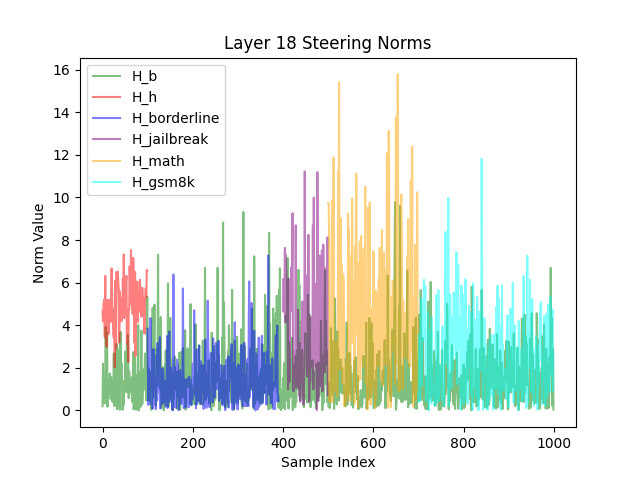 Layer 18 Steering Norms
16
14
12
10
8
6
4
2
0
Norm Value
H_b
H_h
H_borderline
H_jailbreak
H_math
H_gsm8k
0
200
400
600
800
1000
Sample Index